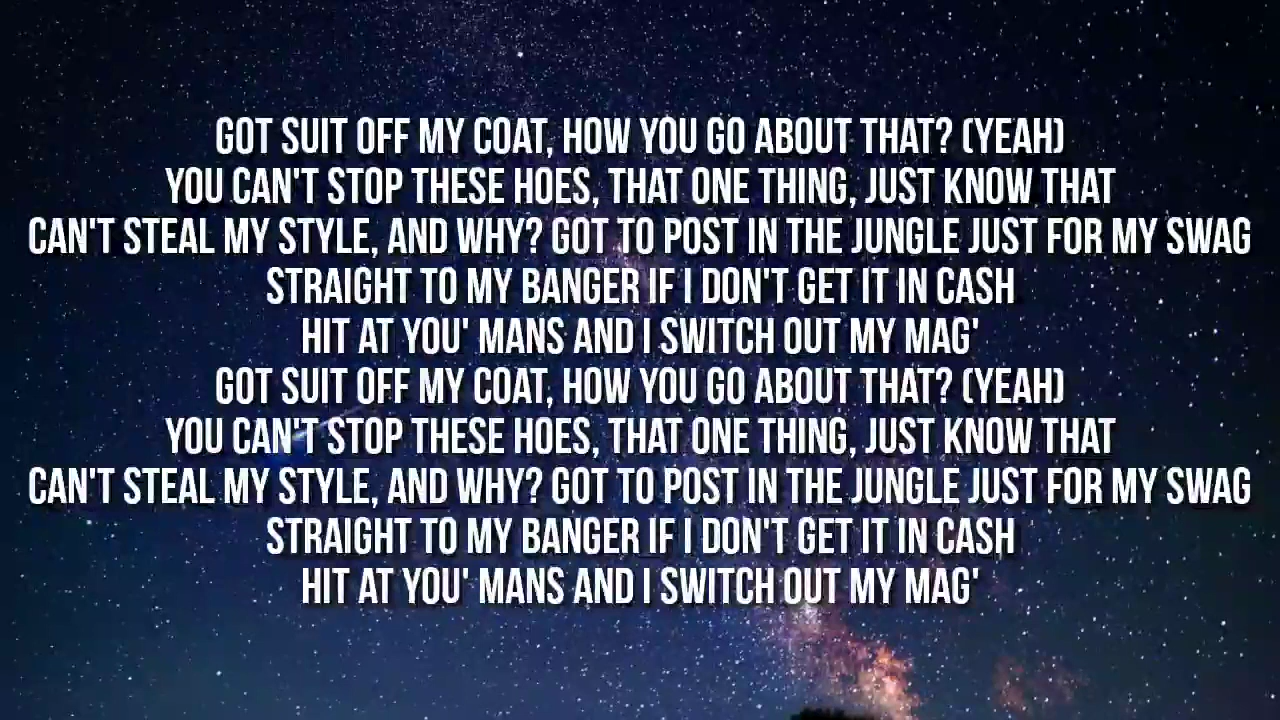 GOT SUIT OFF MY COAT, HOW YOU GO ABOUT THAT? (YEAH)
YOU CAN'T STOP THESE HOES, THAT ONE THING, JUST KNOW THAT
CAN'T STEAL MY STYLE, AND WHY? GOT TO POST IN THE JUNGLE JUST FOR MY SWAG
STRAIGHT TO MY BANGER IF I DON'T GET IT IN CASH
HIT AT YOU' MANS AND I SWITCH OUT MY MAG'
GOT SUIT OFF MY COAT, HOW YOU GO ABOUT THAT? (YEAH)
YOU CAN'T STOP THESE HOES, THAT ONE THING, JUST KNOW THAT
CAN'T STEAL MY STYLE, AND WHY? GOT TO POST IN THE JUNGLE JUST FOR MY SWAG
STRAIGHT TO MY BANGER IF I DON'T GET IT IN CASH
HIT AT YOU' MANS AND I SWITCH OUT MY MAG'